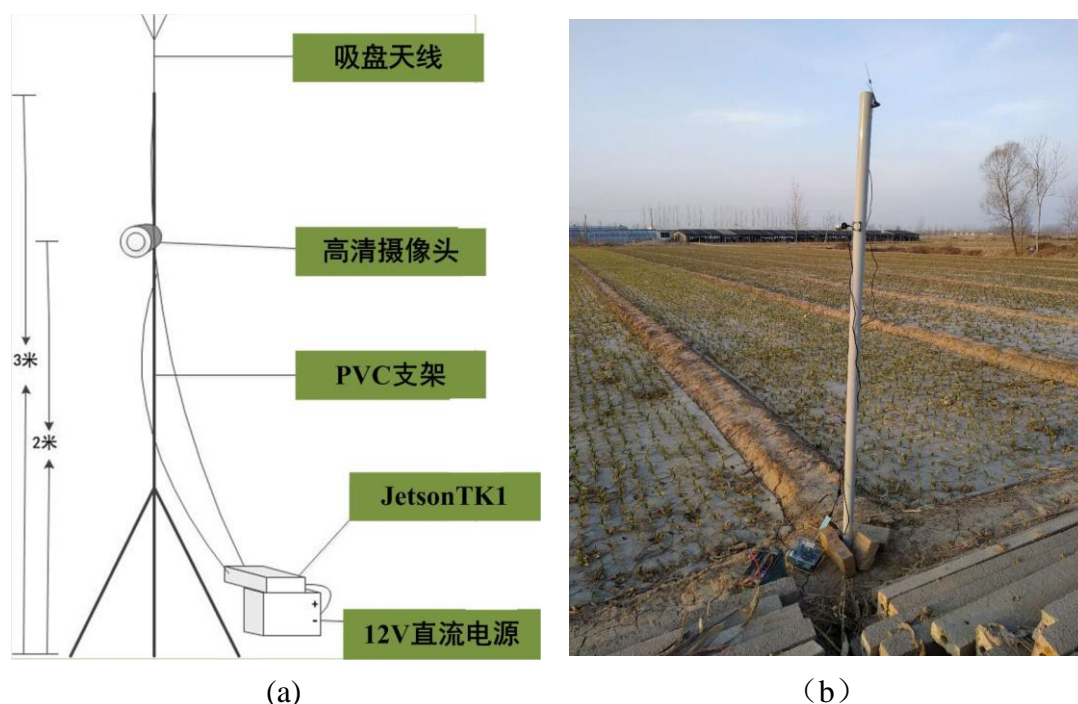 吸盘天线
高清摄像头
3米
PVC支架
2米
JetsonTK1
+
-
12V直流电源
(a)
（b）